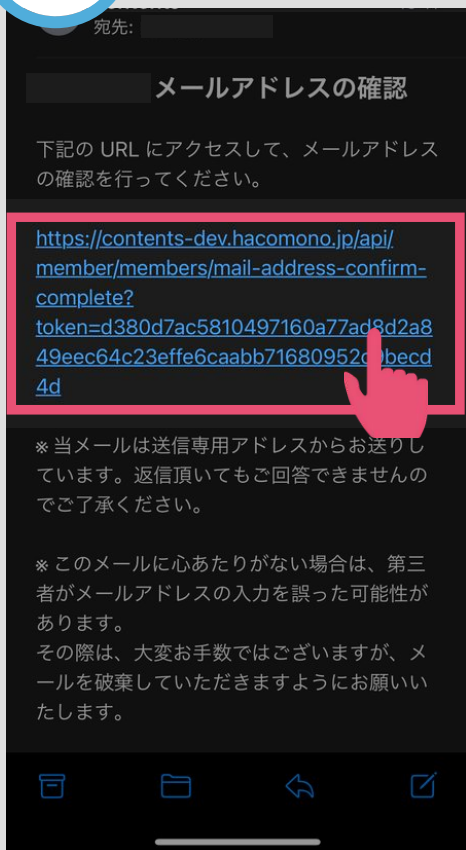 宛先:
メールアドレスの確認
下記の URL にアクセスして、メールアドレス
の確認を行ってください。
https://contents-dev.hacomono.jp/api/
member/members/mail-address-confirm-
complete?
token=d380d7ac5810497160a77ad8d2a8
49eec64c23effe6caabb71680952
4d
※ 当メールは送信専用アドレスからお送りし
ています。返信頂いてもご回答できませんの
でご了承ください。
※ このメールに心あたりがない場合は、第三
者がメールアドレスの入力を誤った可能性が
あります。
その際は、大変お手数ではございますが、メ
ールを破棄していただきますようにお願いい
たします。